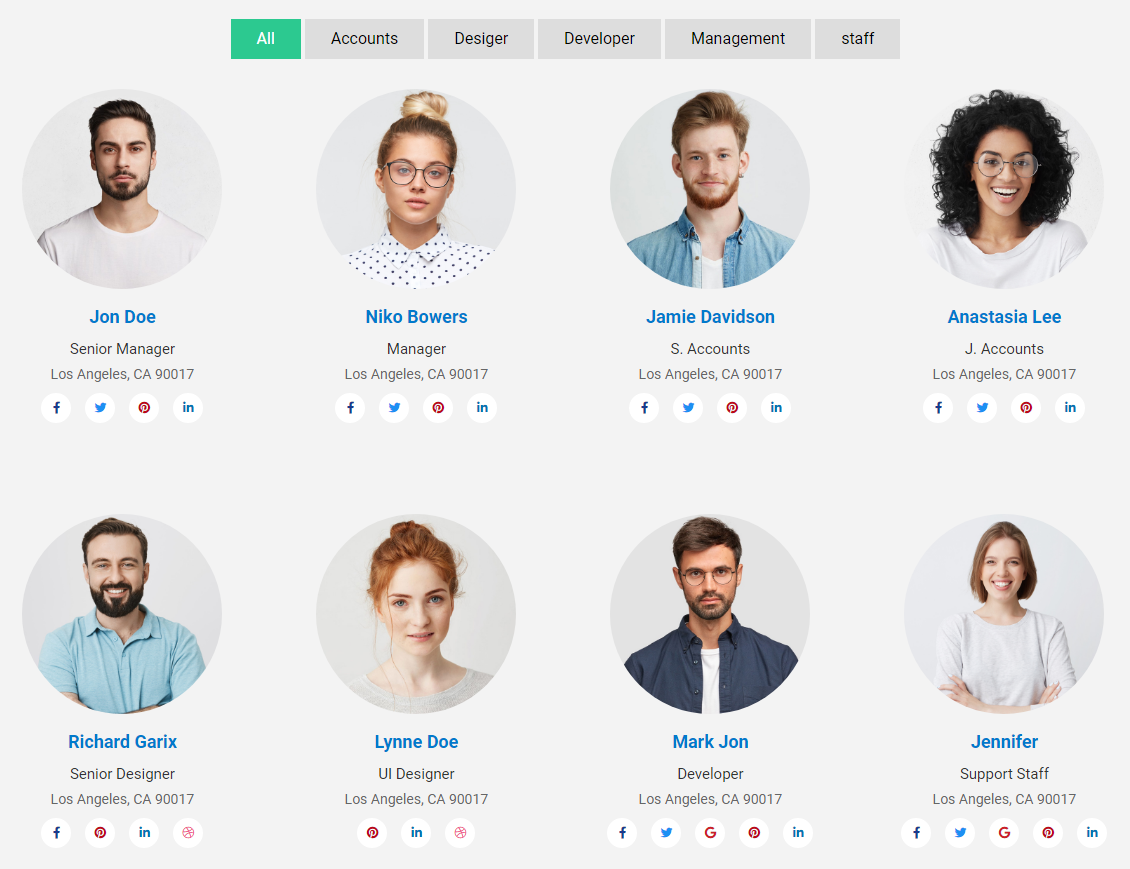 All Accounts Desiger Developer Management staff
Jon Doe Niko Bowers Jamie Davidson Anastasia Lee
Senior Manager Manager S. Accounts J. Accounts
Los Angeles, CA 90017 Los Angeles, CA 90017 Los Angeles, CA 90017 Los Angeles, CA 90017
Richard Garix Lynne Doe Mark Jon Jennifer
Senior Designer UI Designer Developer Support Staff
Los Angeles, CA 90017 Los Angeles, CA 90017 Los Angeles, CA 90017 Los Angeles, CA 90017